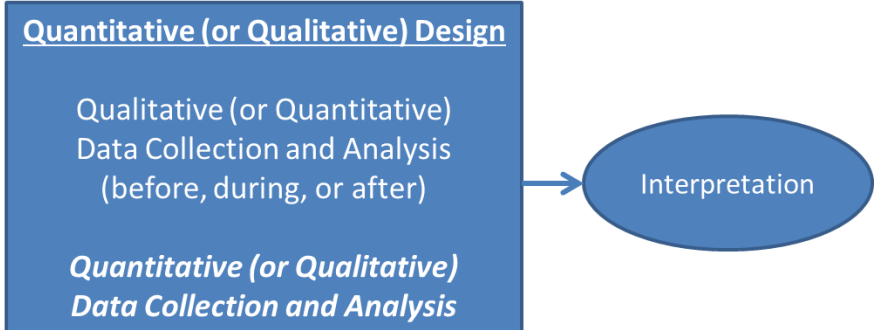 Quantitative (or Qualitative) Design
Qualitative (or Quantitative)
Data Collection and Analysis
(before, during, or after)
Quantitative (or Qualitative)
Data Collection and Analysis
Interpretation